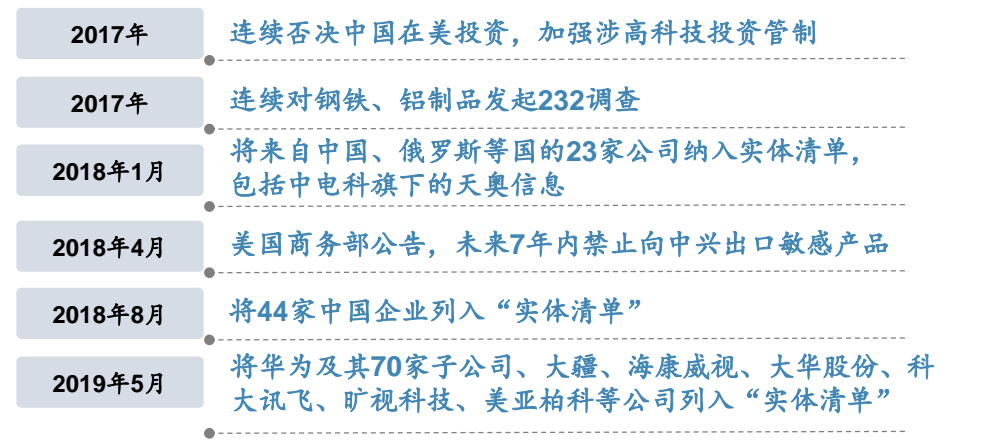 2017年
连续否决中国在美投资，加强涉高科技投资管制
2017年
连续对钢铁、铝制品发起232调查
2018年1月
将来自中国、俄罗斯等国的23家公司纳入实体清单，
包括中电科旗下的天奥信息
2018年4月
美国商务部公告，未来7年内禁止向中兴出口敏感产品
2018年8月
将44家中国企业列入“实体清单”
2019年5月
将华为及其70家子公司、大疆、海康威视、大华股份、科
大讯飞、旷视科技、美亚柏科等公司列入“实体清单”